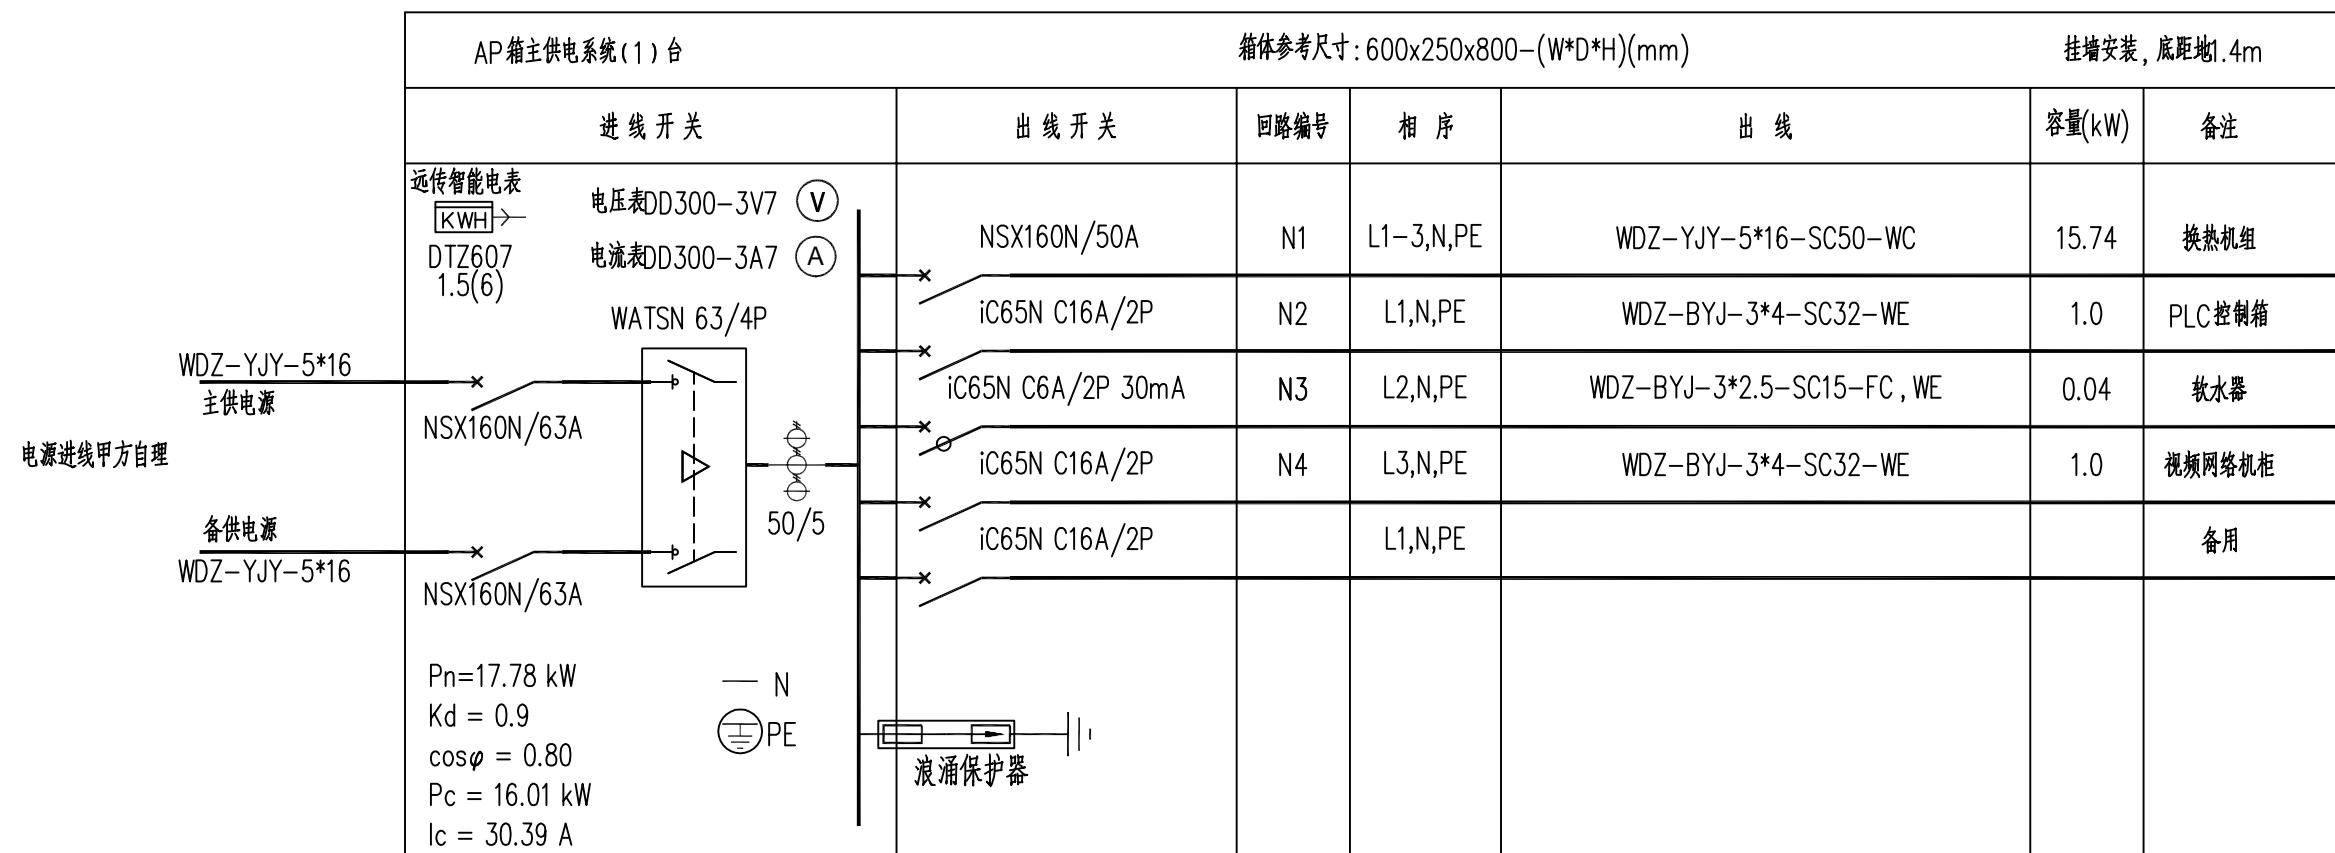 AP箱主供电系统(1)台 箱体参考尺寸:600x250x800-(W*D*H)(mm) 挂墙安装,底距地1.4m
进线开关 出线开关 回路编号 相序 出线 容量(kW) 备注
远传智能电表
KWH
DTZ607
1.5(6)
电压表DD300-3V7 V
电流表DD300-3A7 A
WATSN 63/4P
WDZ-YJY-5*16
主供电源
NSX160N/63A
电源进线甲方自理
备供电源
WDZ-YJY-5*16
NSX160N/63A
50/5
NSX160N/50A N1 L1-3,N,PE WDZ-YJY-5*16-SC50-WC 15.74 换热机组
iC65N C16A/2P N2 L1,N,PE WDZ-BYJ-3*4-SC32-WE 1.0 PLC控制箱
iC65N C6A/2P 30mA N3 L2,N,PE WDZ-BYJ-3*2.5-SC15-FC,WE 0.04 软水器
iC65N C16A/2P N4 L3,N,PE WDZ-BYJ-3*4-SC32-WE 1.0 视频网络机柜
iC65N C16A/2P L1,N,PE 备用
Pn=17.78 kW
Kd = 0.9
cosφ = 0.80
Pc = 16.01 kW
Ic = 30.39 A
N
PE
浪涌保护器